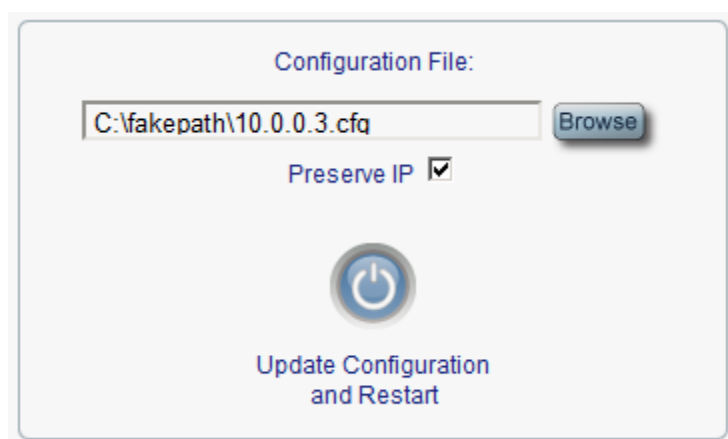 Configuration File:
C:\fakepath\10.0.0.3.cfg
Browse
Preserve IP
Update Configuration
and Restart